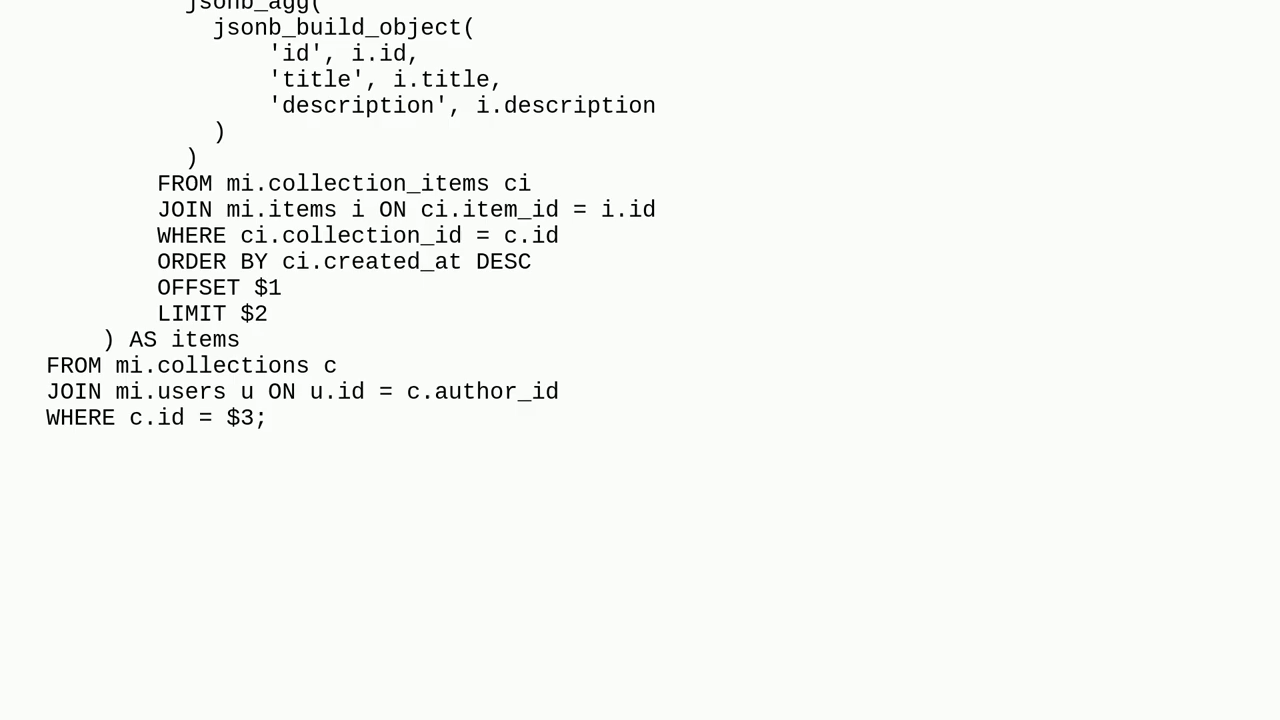 jsonb_agg(
jsonb_build_object(
'id', i.id,
'title', i.title,
'description', i.description
)
)
FROM mi.collection_items ci
JOIN mi.items i ON ci.item_id = i.id
WHERE ci.collection_id = c.id
ORDER BY ci.created_at DESC
OFFSET $1
LIMIT $2
) AS items
FROM mi.collections c
JOIN mi.users u ON u.id = c.author_id
WHERE c.id = $3;